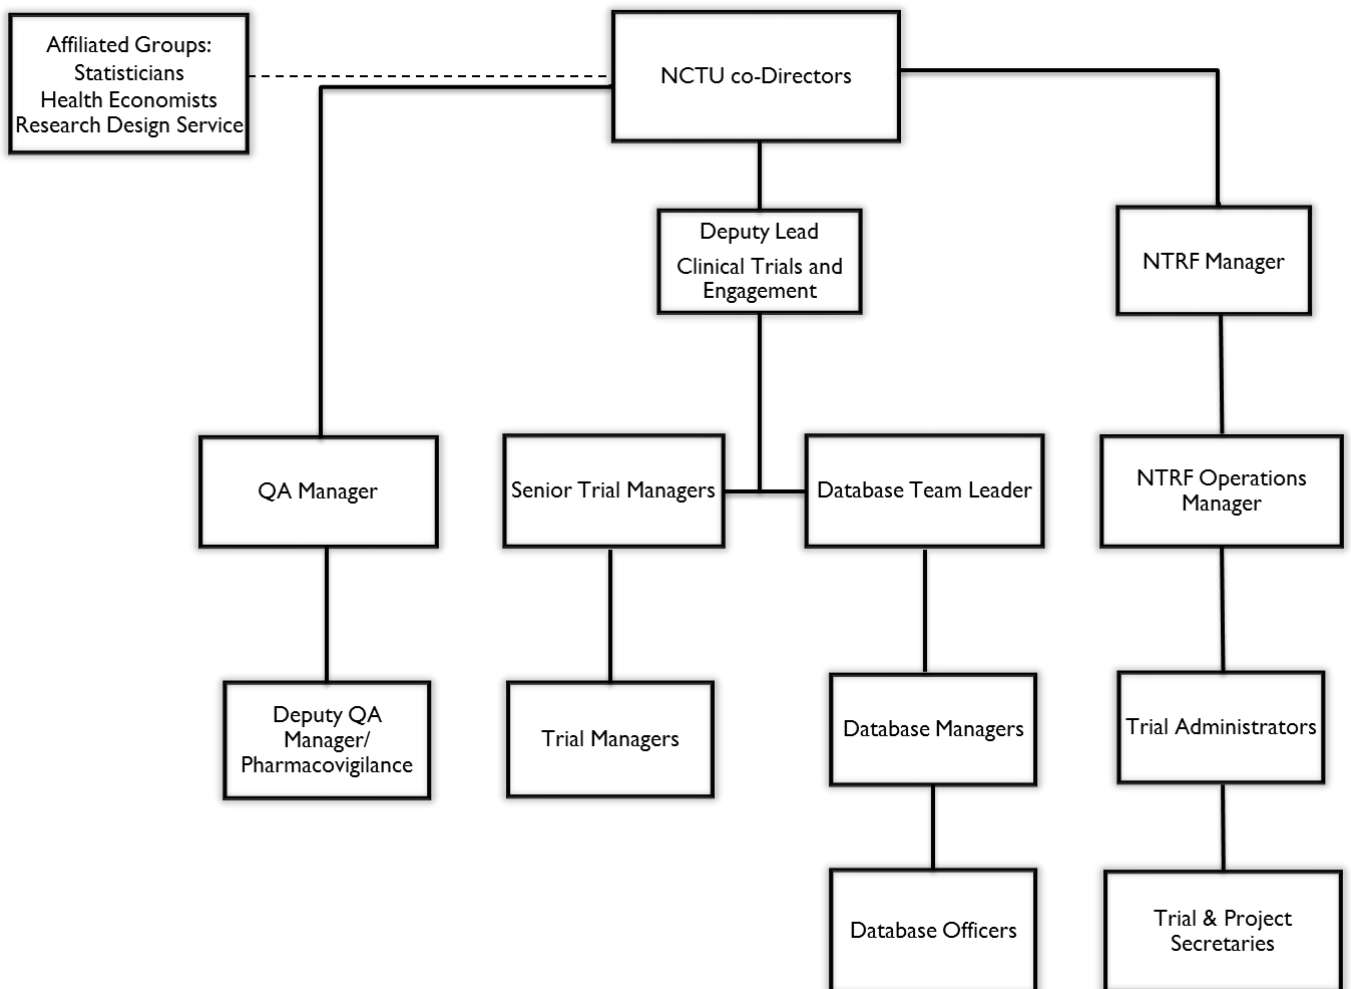 Affiliated Groups:
Statisticians
Health Economists
Research Design Service
NCTU co-Directors
Deputy Lead
Clinical Trials and
Engagement
NTRF Manager
QA Manager
Senior Trial Managers
Database Team Leader
NTRF Operations
Manager
Deputy QA
Manager/
Pharmacovigilance
Trial Managers
Database Managers
Trial Administrators
Database Officers
Trial & Project
Secretaries